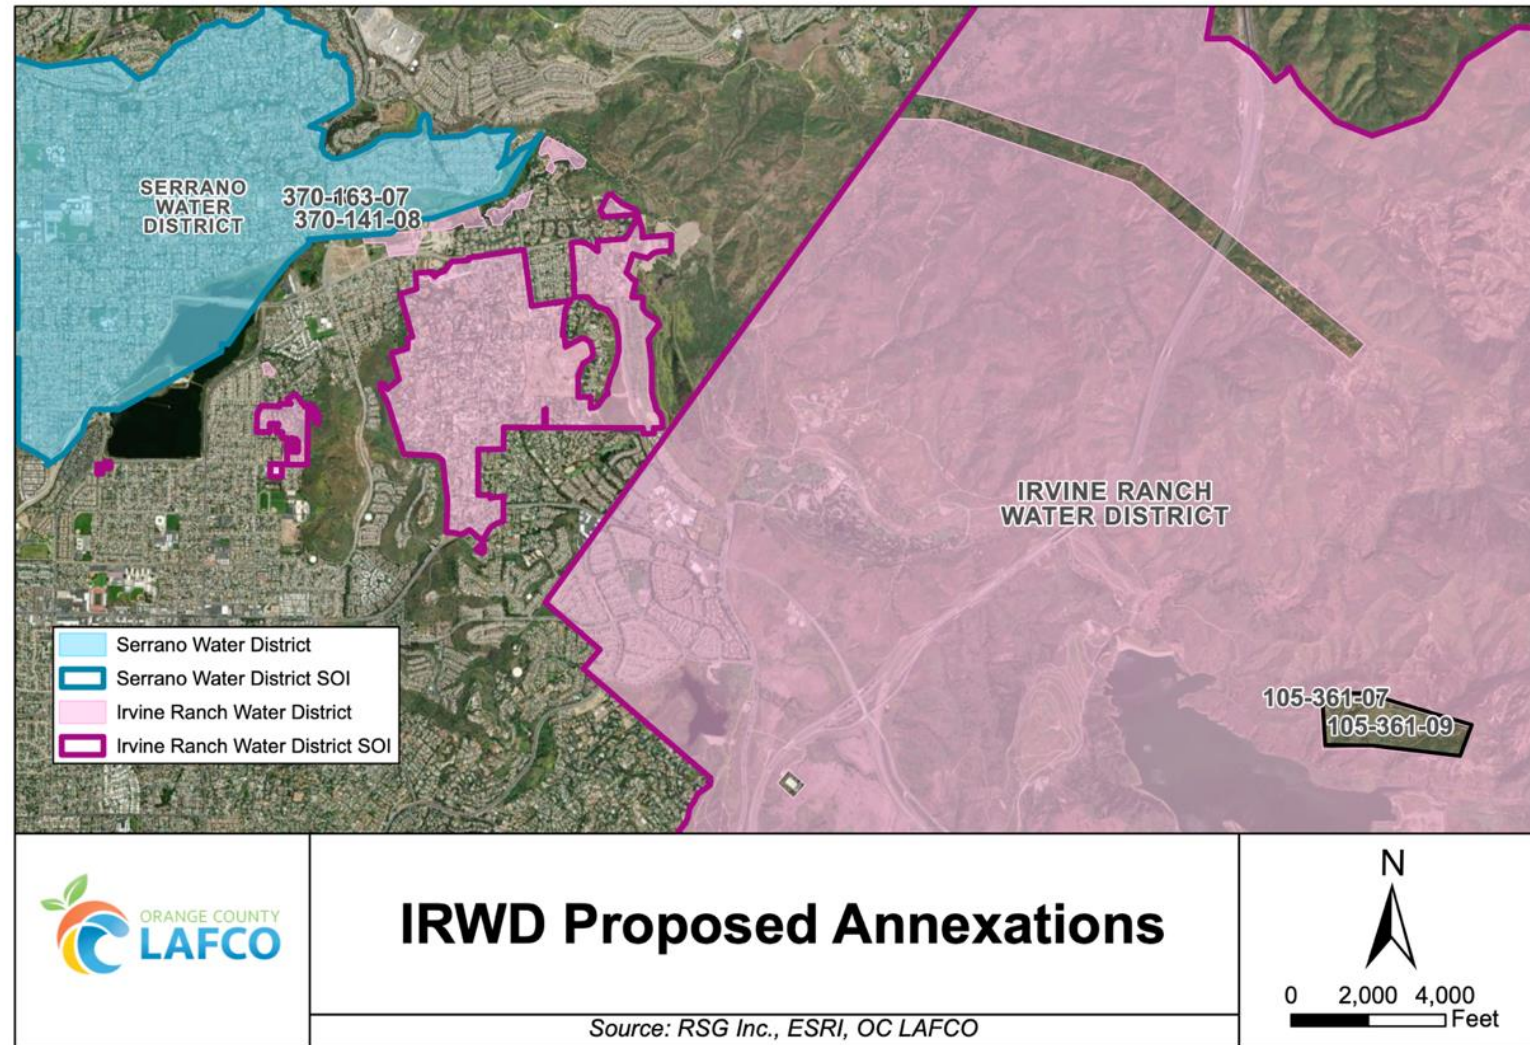 SERRANO
WATER
DISTRICT
370-163-07
370-141-08
IRVINE RANCH
WATER DISTRICT
105-361-07
105-361-09
Serrano Water District
Serrano Water District SOI
Irvine Ranch Water District
Irvine Ranch Water District SOI
ORANGE COUNTY
LAFCO
IRWD Proposed Annexations
Source: RSG Inc., ESRI, OC LAFCO
N
0 2,000 4,000
Feet